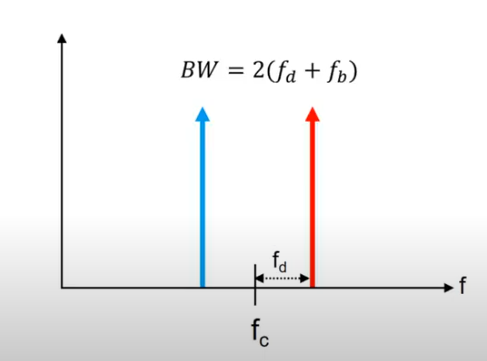 BW = 2(f_d + f_b)
f_d
f
f_c